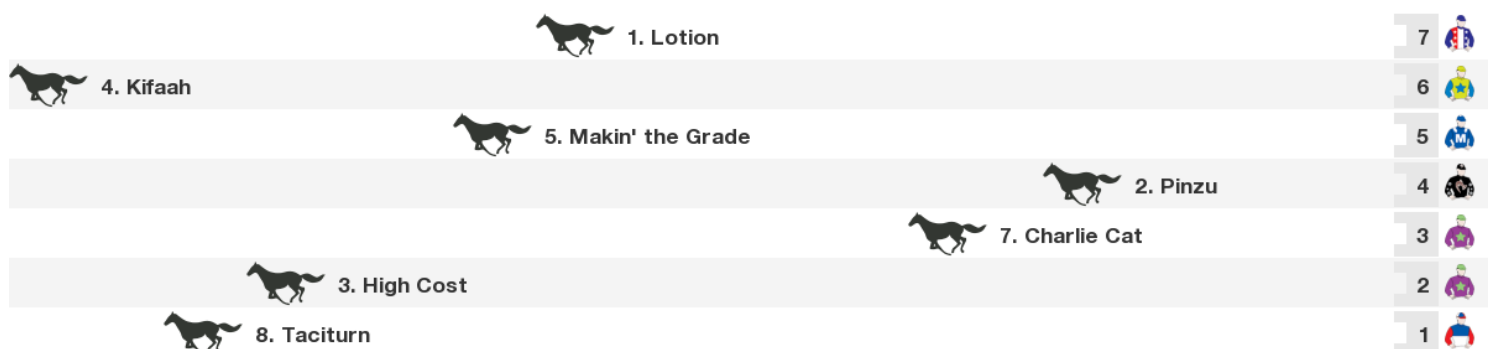 1. Lotion 7
4. Kifaah 6
5. Makin' the Grade 5
M
2. Pinzu 4
7. Charlie Cat 3
3. High Cost 2
8. Taciturn 1